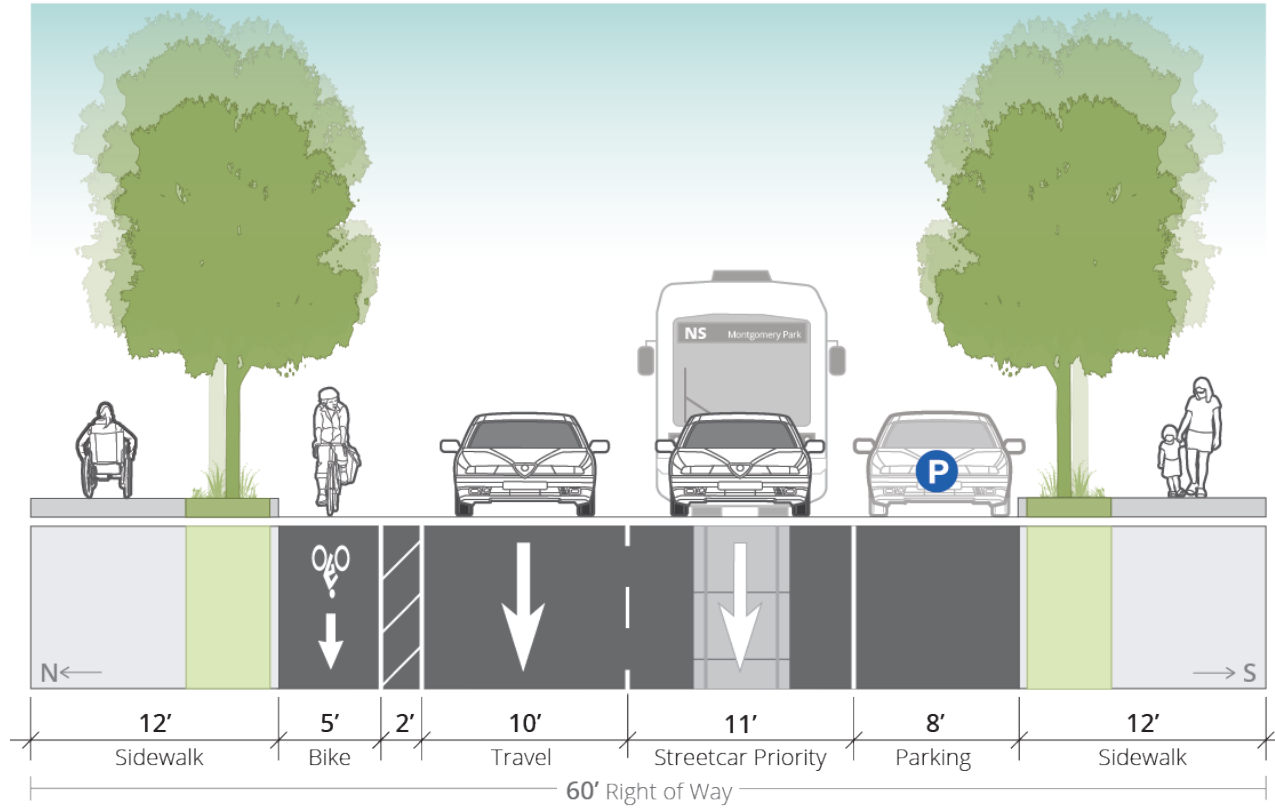 NS Montgomery Park
P
N S
12’ 5’ 2’ 10’ 11’ 8’ 12’
Sidewalk Bike Travel Streetcar Priority Parking Sidewalk
60’ Right of Way